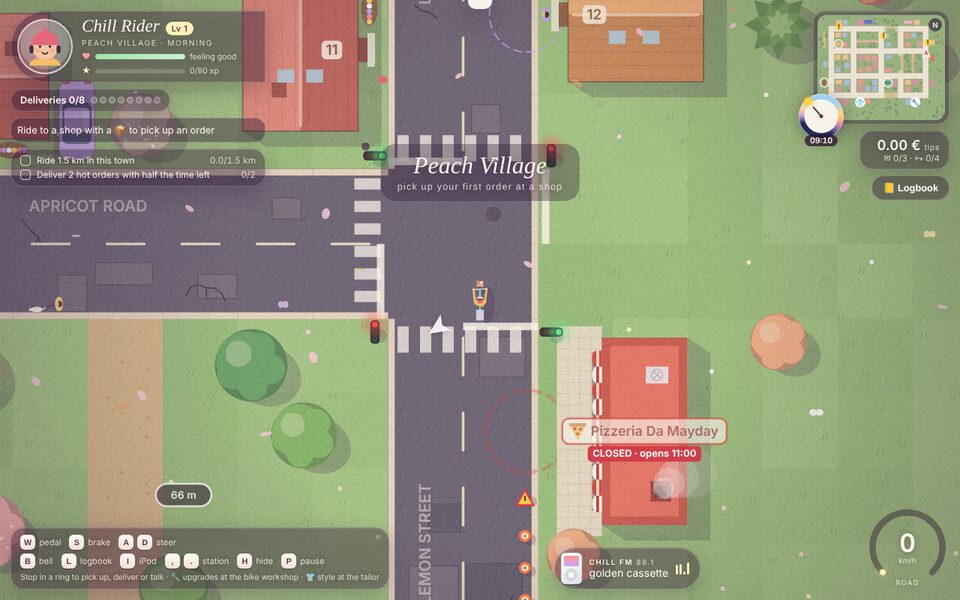 Chill Rider Lv 1
PEACH VILLAGE · MORNING
feeling good
0/80 xp
Deliveries 0/8
Ride to a shop with a 📦 to pick up an order
Ride 1.5 km in this town 0.0/1.5 km
Deliver 2 hot orders with half the time left 0/2
11
12
N
09:10
0.00 € tips
✉ 0/3 · 🗝 0/4
Logbook
Peach Village
pick up your first order at a shop
APRICOT ROAD
Pizzeria Da Mayday
CLOSED · opens 11:00
66 m
LEMON STREET
W pedal S brake A D steer
B bell L logbook I iPod , . station H hide P pause
Stop in a ring to pick up, deliver or talk · 🔧 upgrades at the bike workshop · 👕 style at the tailor
CHILL FM 88.1
golden cassette
0
km/h
ROAD